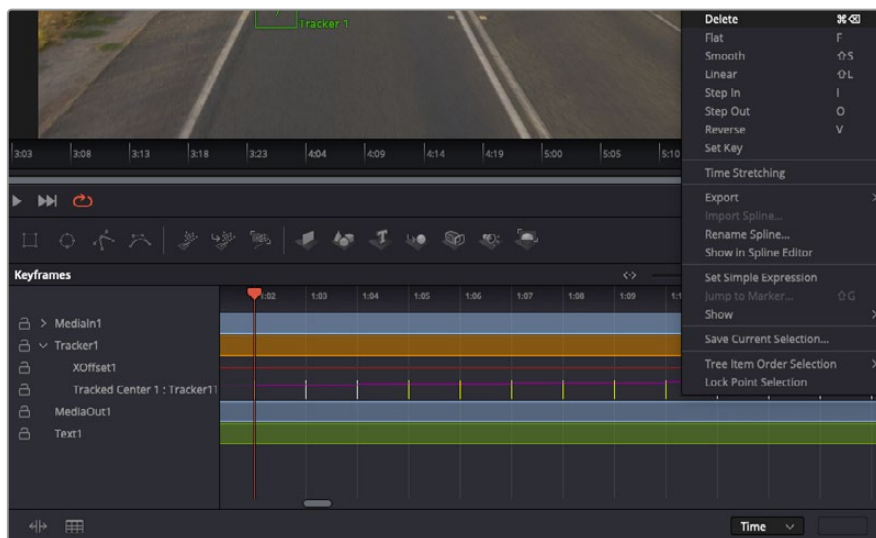 Tracker 1
3:03 3:08 3:13 3:18 3:23 4:04 4:09 4:14 4:19 5:00 5:05 5:10
Keyframes
1:02 1:03 1:04 1:05 1:06 1:07 1:08 1:09
MediaIn1
Tracker1
XOffset1
Tracked Center 1 : Tracker1
MediaOut1
Text1
Delete ⌘⌫
Flat F
Smooth ⇧S
Linear ⇧L
Step In I
Step Out O
Reverse V
Set Key
Time Stretching
Export
Import Spline...
Rename Spline...
Show in Spline Editor
Set Simple Expression
Jump to Marker... ⇧G
Show
Save Current Selection...
Tree Item Order Selection
Lock Point Selection
Time